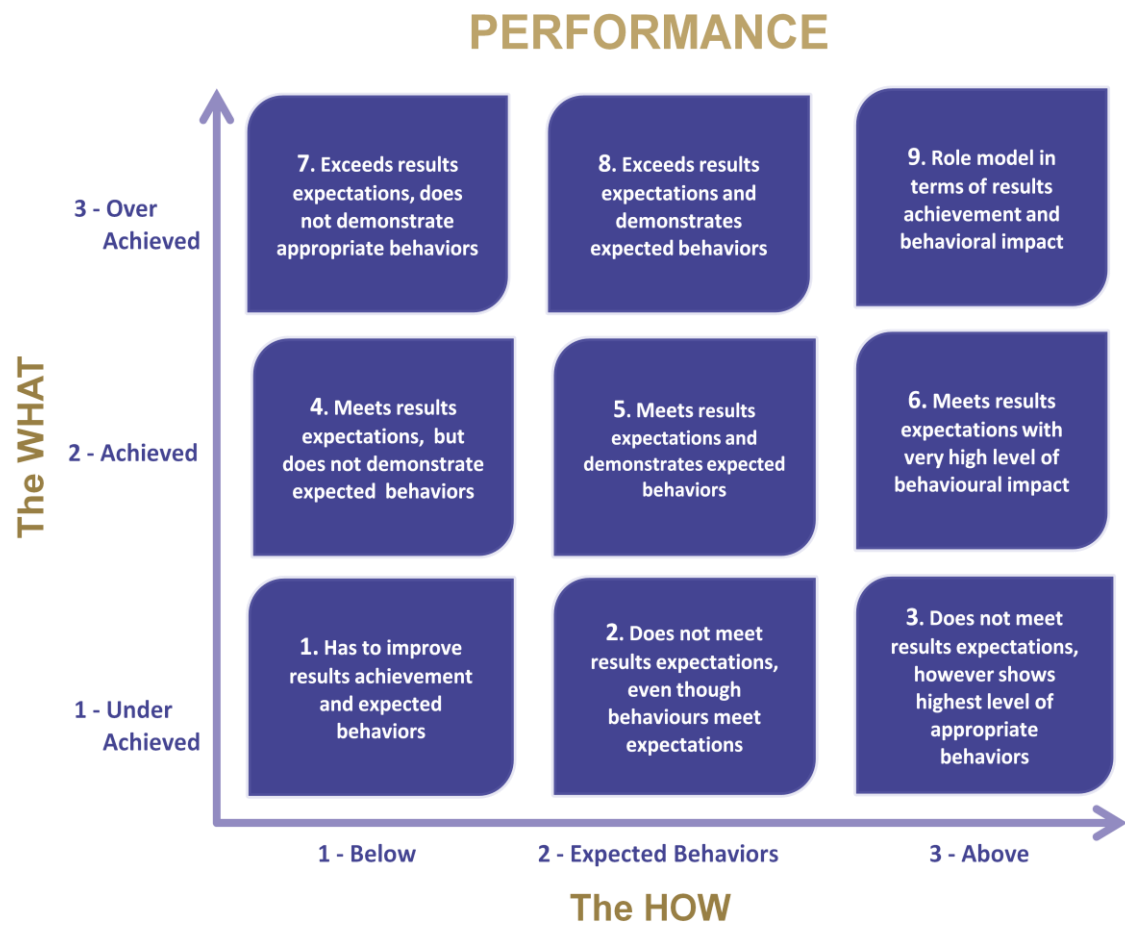 PERFORMANCE
The WHAT
3 - Over
Achieved
7. Exceeds results
expectations, does
not demonstrate
appropriate behaviors
8. Exceeds results
expectations and
demonstrates
expected behaviors
9. Role model in
terms of results
achievement and
behavioral impact
2 - Achieved
4. Meets results
expectations, but
does not demonstrate
expected behaviors
5. Meets results
expectations and
demonstrates expected
behaviors
6. Meets results
expectations with
very high level of
behavioural impact
1 - Under
Achieved
1. Has to improve
results achievement
and expected
behaviors
2. Does not meet
results expectations,
even though
behaviours meet
expectations
3. Does not meet
results expectations,
however shows
highest level of
appropriate
behaviors
1 - Below
2 - Expected Behaviors
3 - Above
The HOW